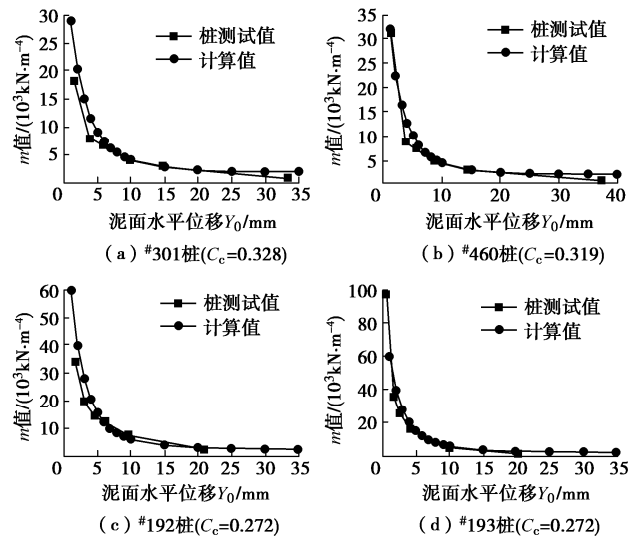 30
25
20
15
10
5
0
5
10
15
20
25
30
35
m值/(10³kN·m⁻⁴)
泥面水平位移Y₀/mm
桩测试值
计算值
(a) #301桩(Cc=0.328)
35
30
25
20
15
10
5
0
10
20
30
40
m值/(10³kN·m⁻⁴)
泥面水平位移Y₀/mm
桩测试值
计算值
(b) #460桩(Cc=0.319)
60
50
40
30
20
10
0
5
10
15
20
25
30
35
m值/(10³kN·m⁻⁴)
泥面水平位移Y₀/mm
桩测试值
计算值
(c) #192桩(Cc=0.272)
100
80
60
40
20
0
5
10
15
20
25
30
35
m值/(10³kN·m⁻⁴)
泥面水平位移Y₀/mm
桩测试值
计算值
(d) #193桩(Cc=0.272)